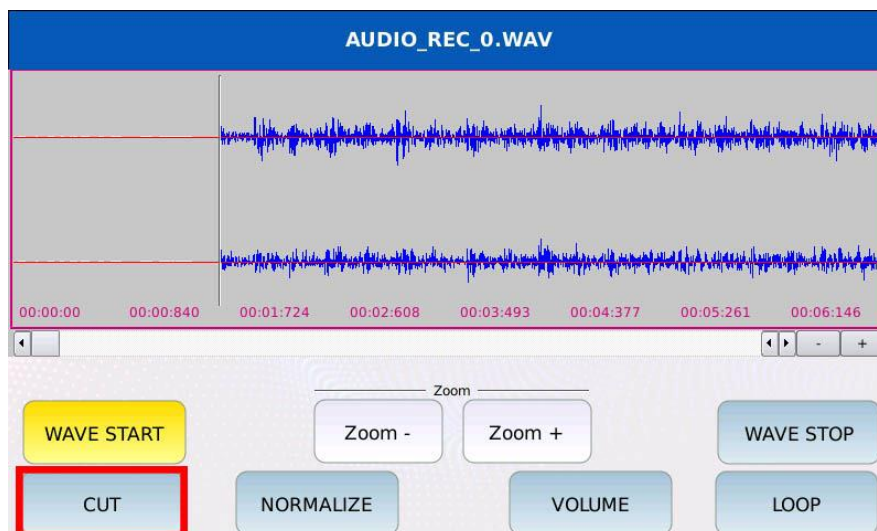 AUDIO_REC_0.WAV
00:00:00 00:00:840 00:01:724 00:02:608 00:03:493 00:04:377 00:05:261 00:06:146
- +
Zoom
WAVE START Zoom - Zoom + WAVE STOP
CUT NORMALIZE VOLUME LOOP